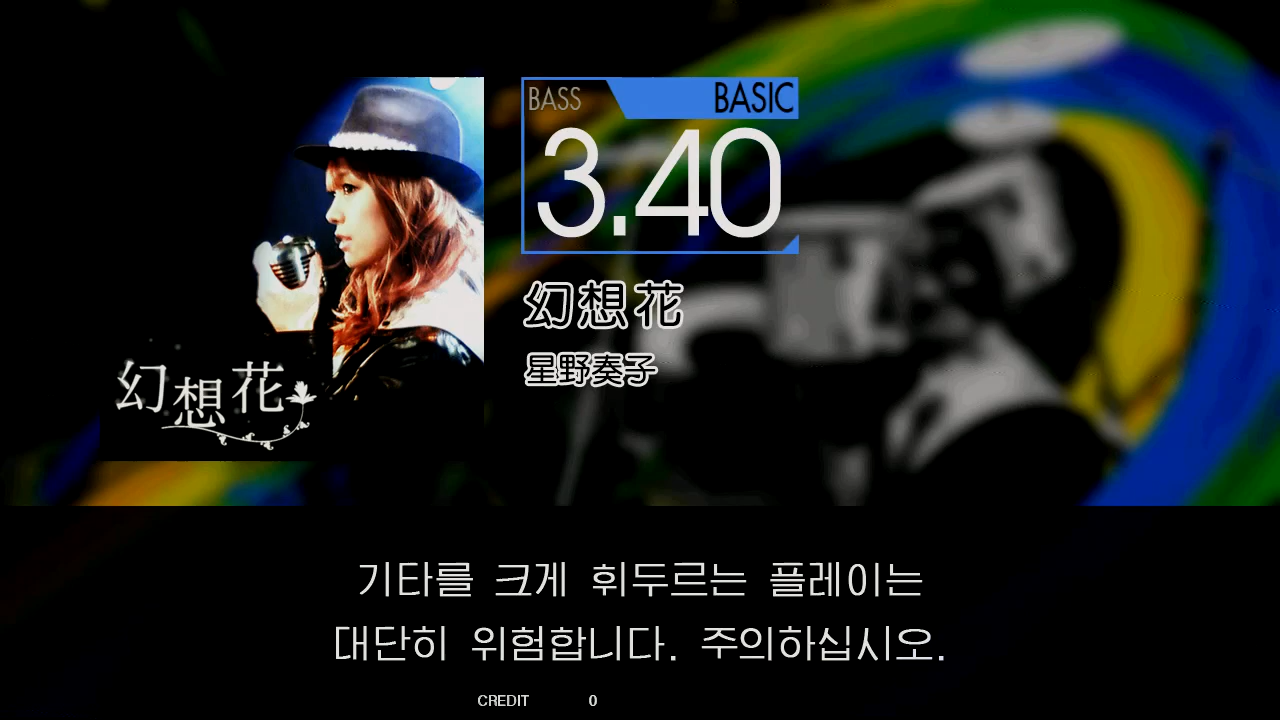 BASS
BASIC
3.40
幻想花
星野奏子
幻想花
기타를 크게 휘두르는 플레이는
대단히 위험합니다. 주의하십시오.
CREDIT 0